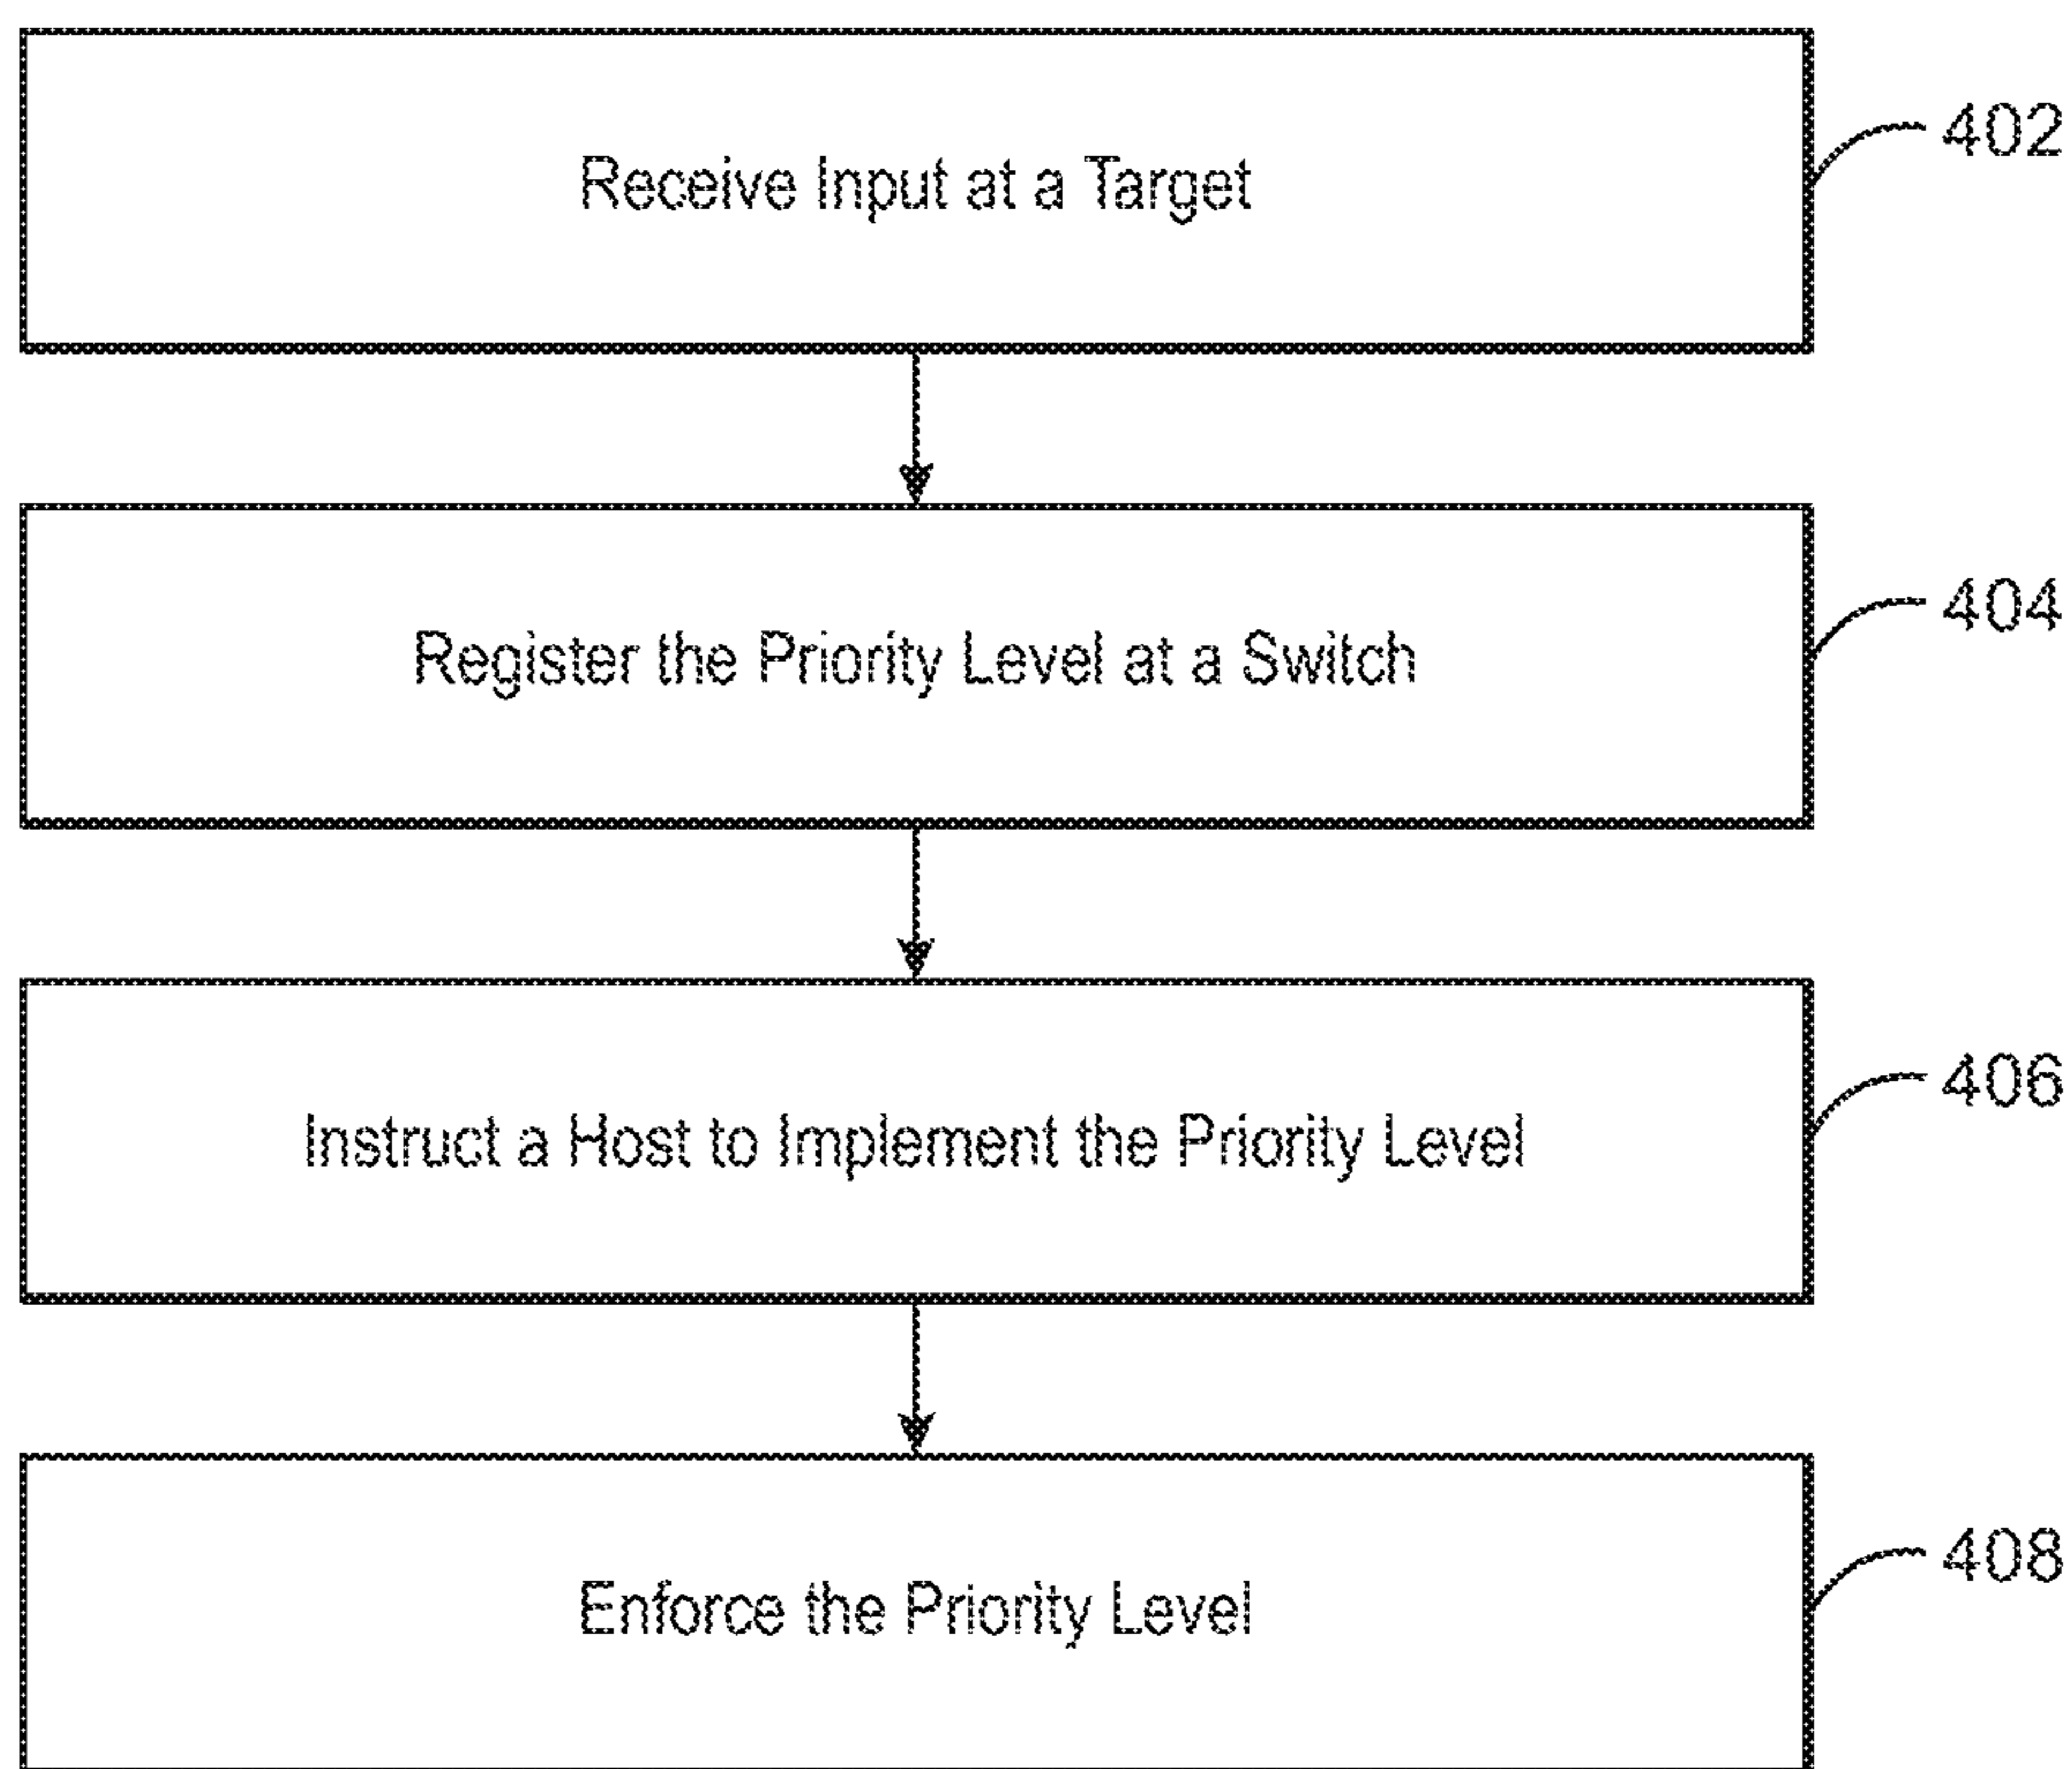 Receive Input at a Target
402
Register the Priority Level at a Switch
404
Instruct a Host to Implement the Priority Level
406
Enforce the Priority Level
408